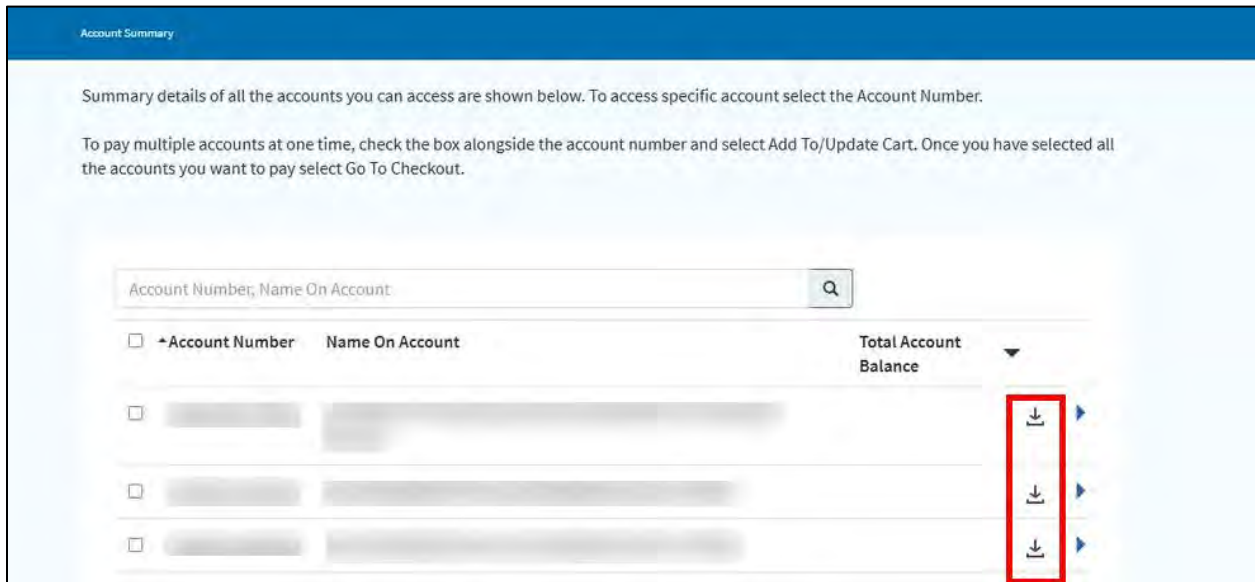 Account Summary
Summary details of all the accounts you can access are shown below. To access specific account select the Account Number.
To pay multiple accounts at one time, check the box alongside the account number and select Add To/Update Cart. Once you have selected all
the accounts you want to pay select Go To Checkout.
Account Number, Name On Account
Account Number Name On Account Total Account
Balance